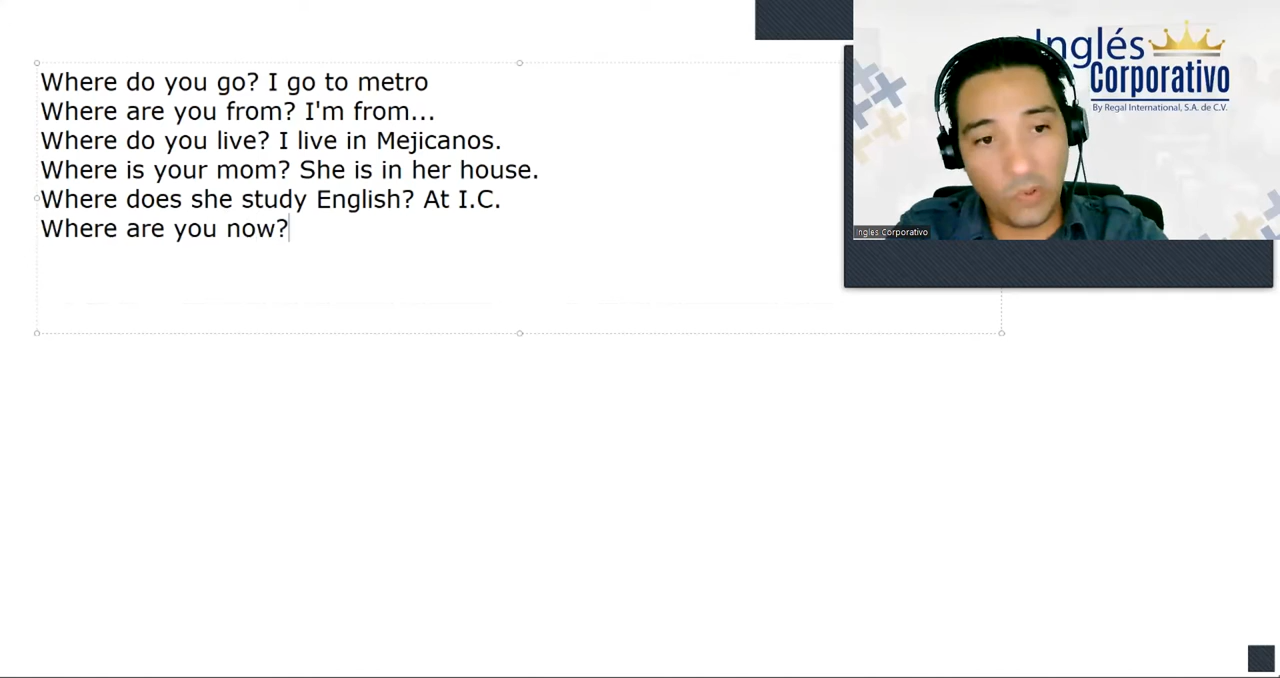 Where do you go? I go to metro
Where are you from? I'm from...
Where do you live? I live in Mejicanos.
Where is your mom? She is in her house.
Where does she study English? At I.C.
Where are you now?
Inglés
Corporativo
By Regal International, S.A. de C.V.
Inglés Corporativo